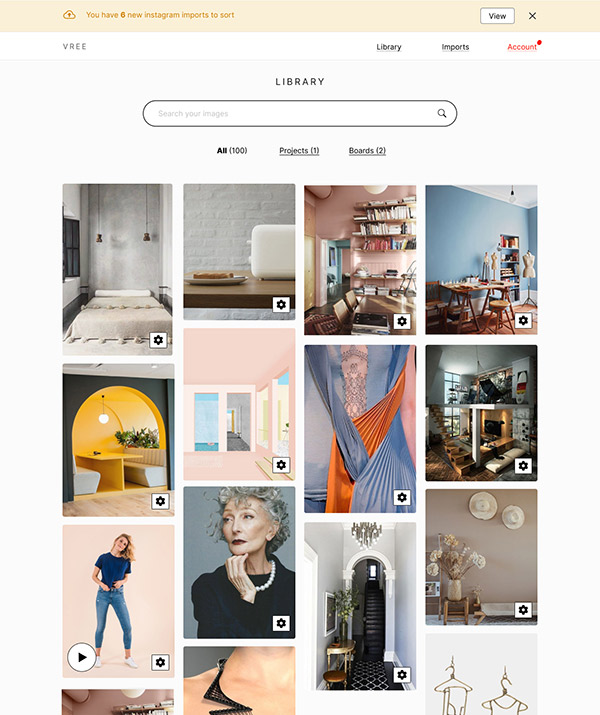 You have 6 new instagram imports to sort
View
VREE
Library
Imports
Account
LIBRARY
Search your images
All (100)
Projects (1)
Boards (2)